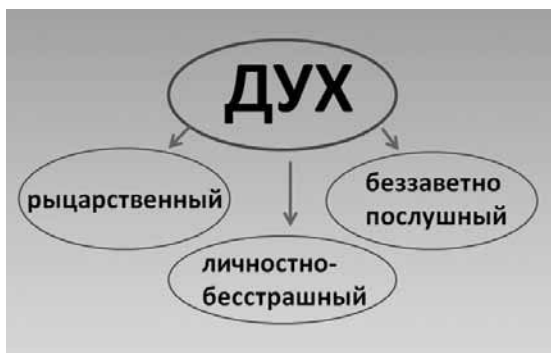 ДУХ
рыцарственный
личностно-
бесстрашный
беззаветно
послушный